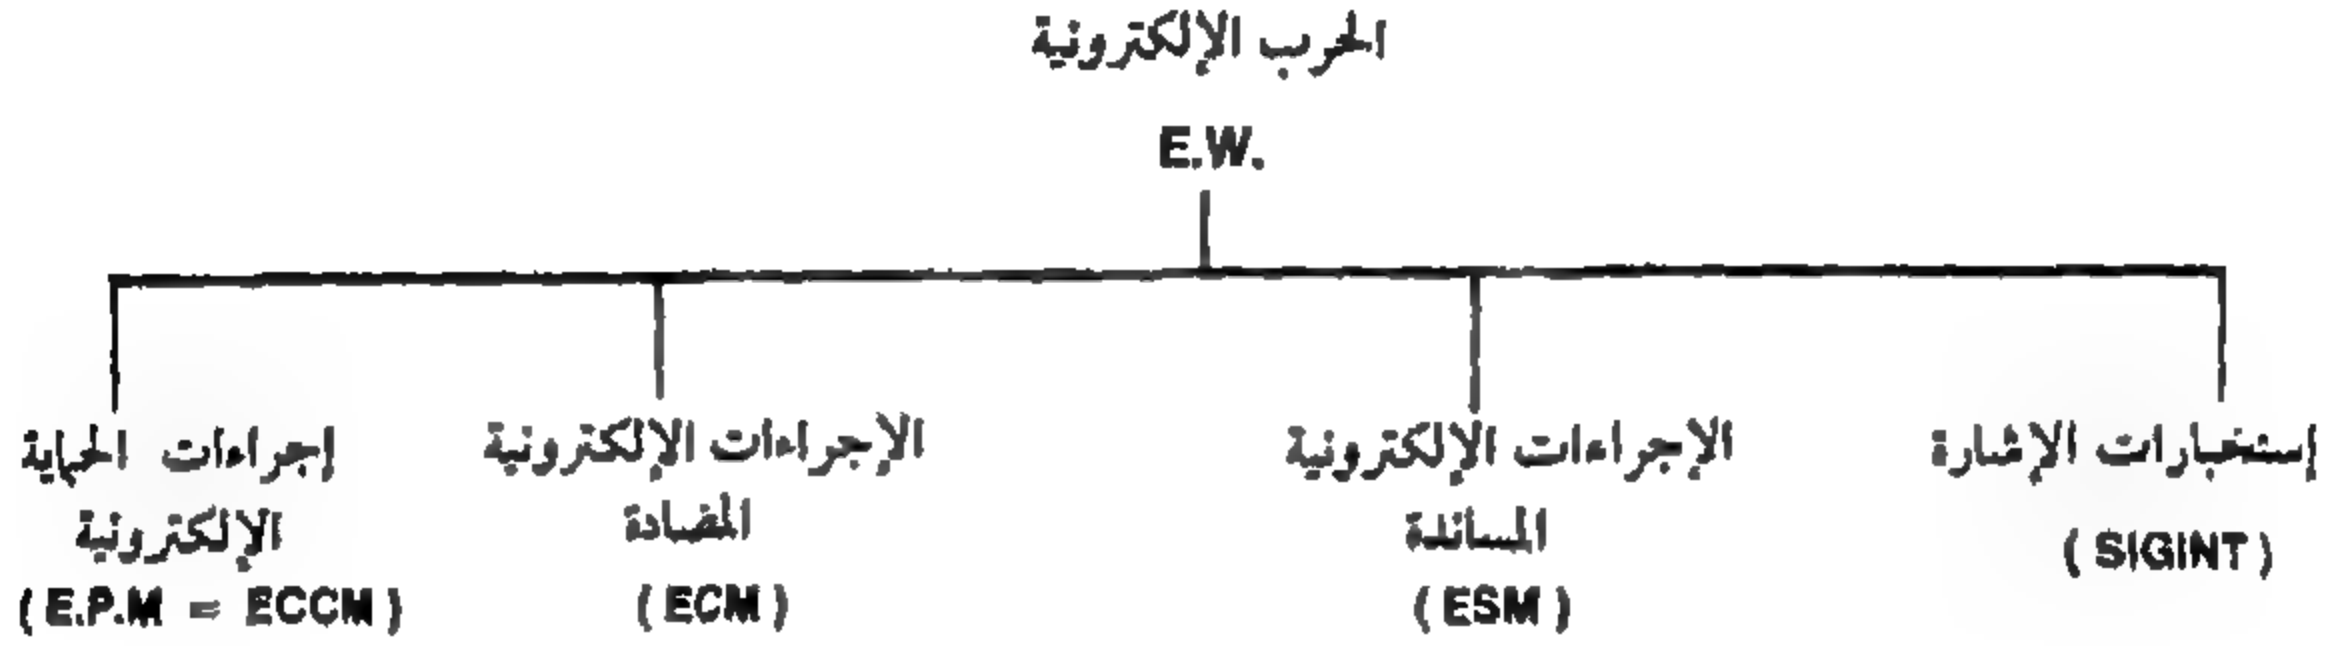 الحرب الإلكترونية
E.W.
إستخبارات الإشارة
(SIGINT)
الإجراءات الإلكترونية
المساندة
(ESM)
الإجراءات الإلكترونية
المضادة
(ECM)
إجراءات الحماية
الإلكترونية
(E.P.M = ECCM)